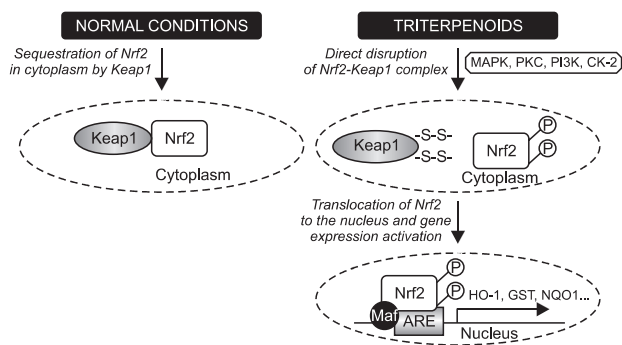 NORMAL CONDITIONS
Sequestration of Nrf2
in cytoplasm by Keap1
Keap1
Nrf2
Cytoplasm
TRITERPENOIDS
Direct disruption
of Nrf2-Keap1 complex
MAPK, PKC, PI3K, CK-2
Keap1
-S-S-
-S-S-
Nrf2
P
P
Cytoplasm
Translocation of Nrf2
to the nucleus and gene
expression activation
P
Nrf2
P
HO-1, GST, NQO1...
Maf
ARE
Nucleus